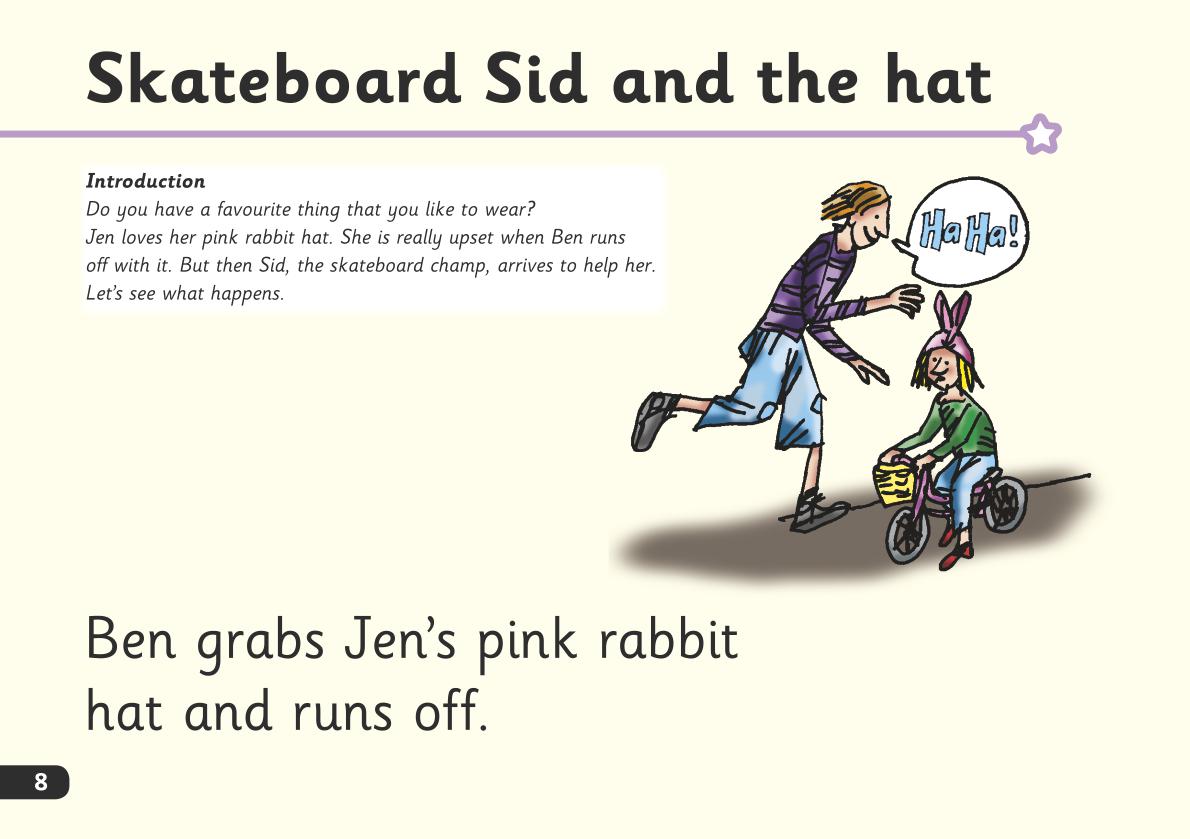 Skateboard Sid and the hat
Introduction
Do you have a favourite thing that you like to wear?
Jen loves her pink rabbit hat. She is really upset when Ben runs
off with it. But then Sid, the skateboard champ, arrives to help her.
Let’s see what happens.
Ha Ha!
Ben grabs Jen’s pink rabbit
hat and runs off.
8